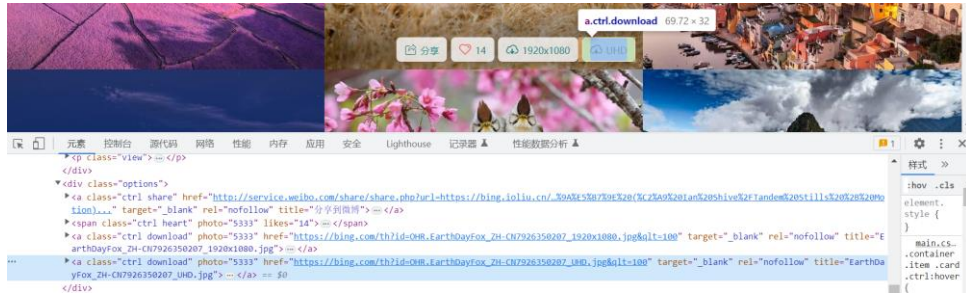 a.ctrl.download 69.72 × 32
分享 14 1920x1080 UHD
元素 控制台 源代码 网络 性能 内存 应用 安全 Lighthouse 记录器 性能数据分析 1
<p class="view">…</p>
</div>
<div class="options">
<a class="ctrl share" href="http://service.weibo.com/share/share.php?url=https://bing.ioliu.cn/…%9A%E5%B7%9E%20(%C2%A9%20Ian%20Shive%2FTandem%20Stills%20%2B%20Mo
tion)..." target="_blank" rel="nofollow" title="分享到微博">…</a>
<span class="ctrl heart" photo="5333" likes="14">…</span>
<a class="ctrl download" photo="5333" href="https://bing.com/th?id=OHR.EarthDayFox_ZH-CN7926350207_1920x1080.jpg&qlt=100" target="_blank" rel="nofollow" title="E
arthDayFox_ZH-CN7926350207_1920x1080.jpg">…</a>
<a class="ctrl download" photo="5333" href="https://bing.com/th?id=OHR.EarthDayFox_ZH-CN7926350207_UHD.jpg&qlt=100" target="_blank" rel="nofollow" title="EarthDa
yFox_ZH-CN7926350207_UHD.jpg">…</a> == $0
</div>
样式
:hov .cls
element.
style {
}
main.cs…
.container
.item .card
.ctrl:hover
{